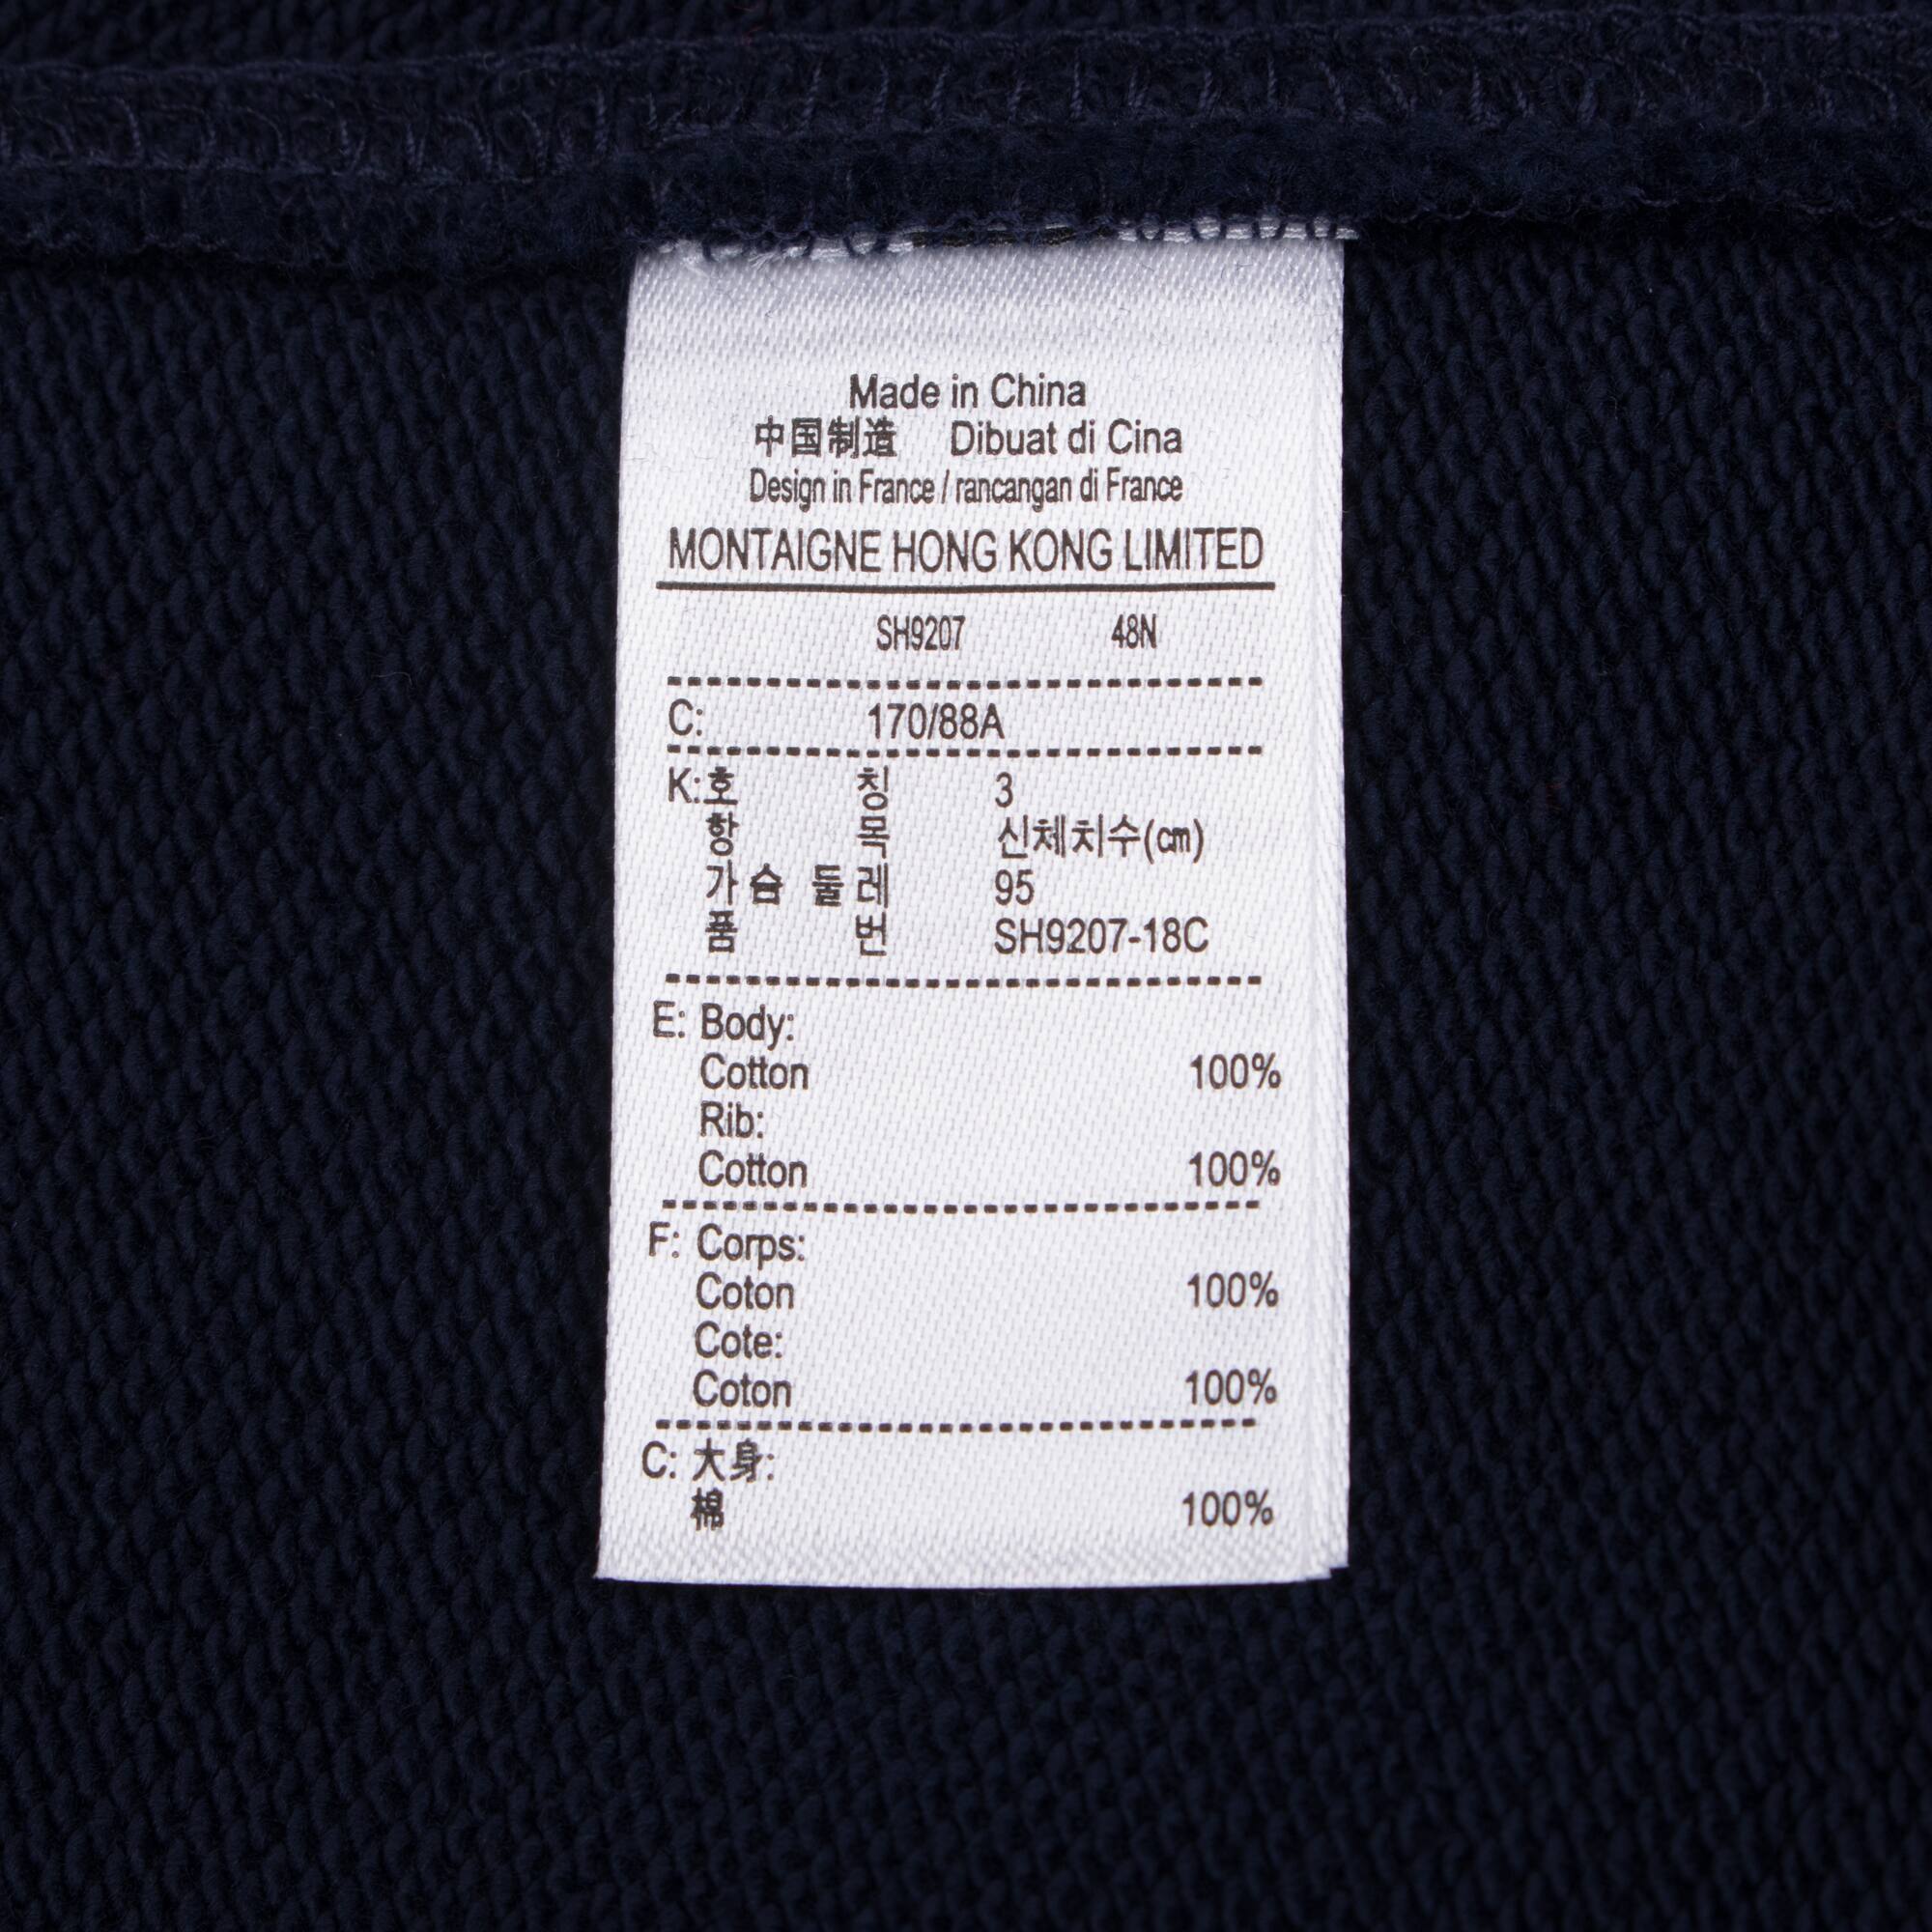 Made in China
中国制造 Dibuat di Cina
Design in France / rancangan di France
MONTAIGNE HONG KONG LIMITED
SH9207 48N
C: 170/88A
K:호 칭 3
항 목 신체치수(㎝)
가슴 둘레 95
품 번 SH9207-18C
E: Body:
Cotton 100%
Rib:
Cotton 100%
F: Corps:
Coton 100%
Cote:
Coton 100%
C: 大身:
棉 100%